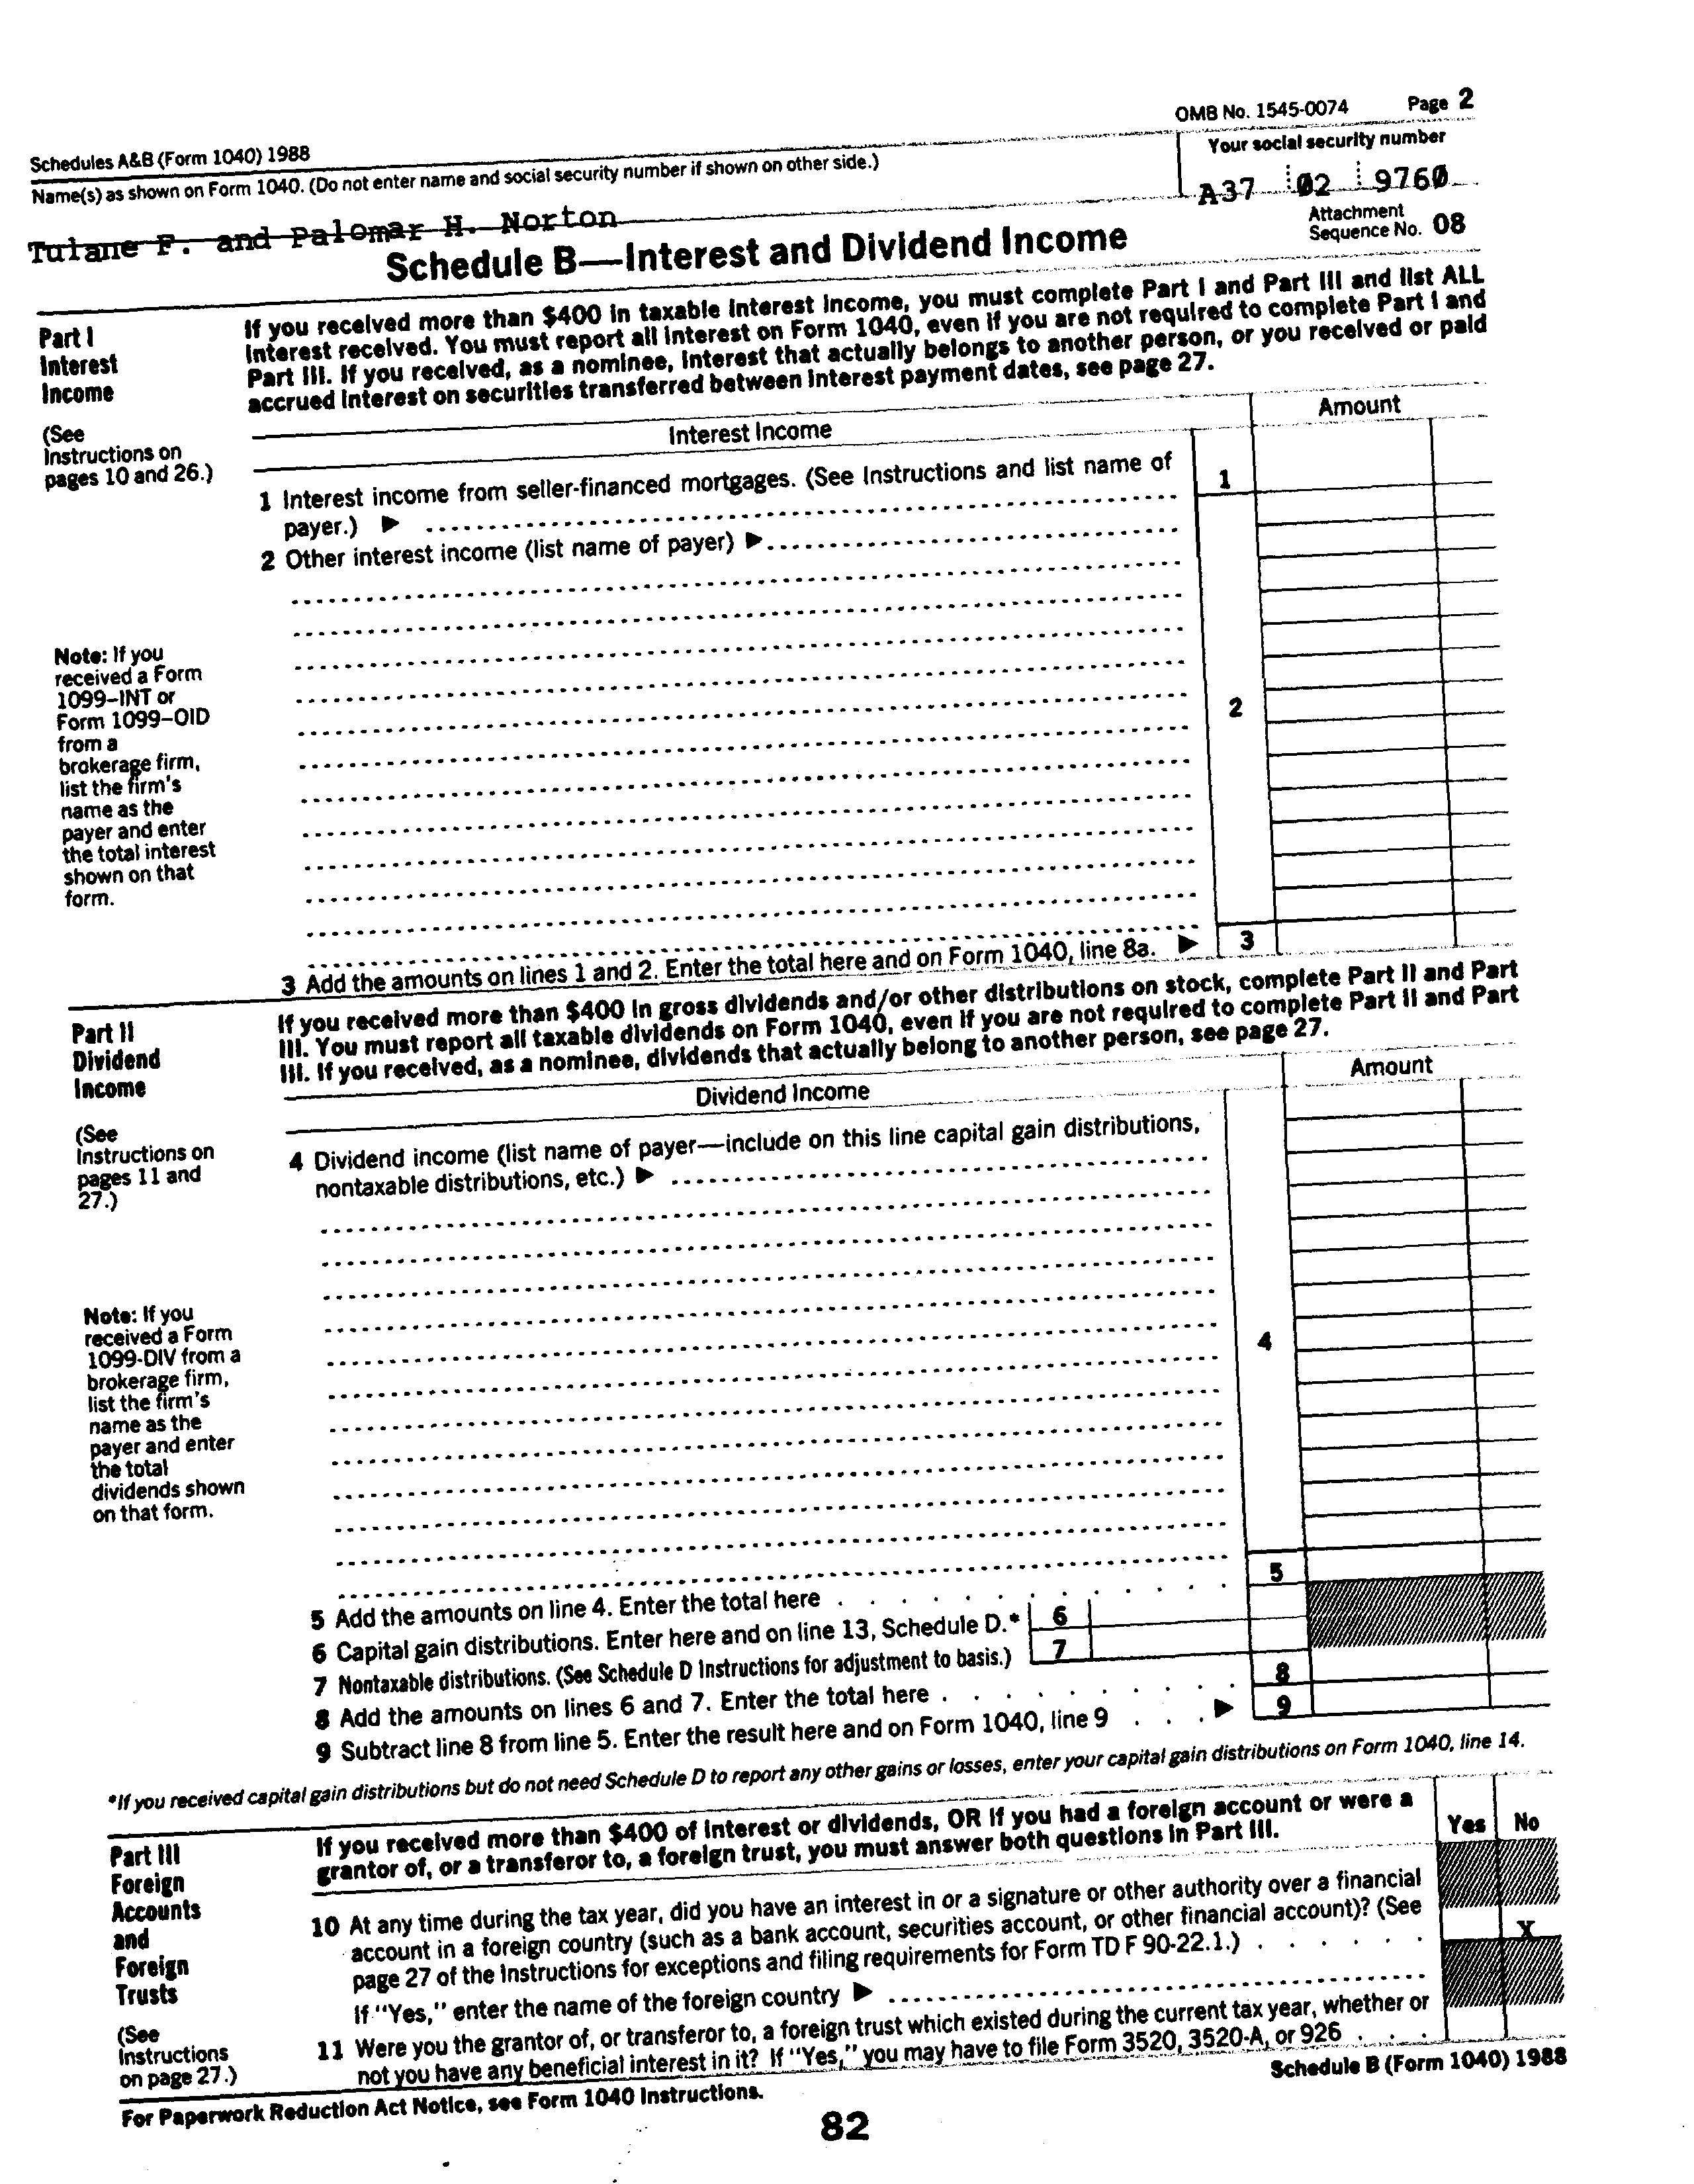 OMB No. 1545-0074 Page 2
Schedules A&B (Form 1040) 1988
Name(s) as shown on Form 1040. (Do not enter name and social security number if shown on other side.)
Your social security number
Tulane F. and Palomar H. Norton
A37 02 9760
Schedule B—Interest and Dividend Income
Attachment
Sequence No. 08
Part I
Interest
Income
(See
Instructions on
pages 10 and 26.)
If you received more than $400 in taxable interest income, you must complete Part I and Part III and list ALL
interest received. You must report all interest on Form 1040, even if you are not required to complete Part I and
Part III. If you received, as a nominee, interest that actually belongs to another person, or you received or paid
accrued interest on securities transferred between interest payment dates, see page 27.
Interest Income
Amount
1 Interest income from seller-financed mortgages. (See Instructions and list name of
payer.) ▶
1
2 Other interest income (list name of payer) ▶
Note: If you
received a Form
1099–INT or
Form 1099–OID
from a
brokerage firm,
list the firm's
name as the
payer and enter
the total interest
shown on that
form.
2
3 Add the amounts on lines 1 and 2. Enter the total here and on Form 1040, line 8a. ▶ 3
Part II
Dividend
Income
(See
Instructions on
pages 11 and
27.)
If you received more than $400 in gross dividends and/or other distributions on stock, complete Part II and Part
III. You must report all taxable dividends on Form 1040, even if you are not required to complete Part II and Part
III. If you received, as a nominee, dividends that actually belong to another person, see page 27.
Dividend Income
Amount
4 Dividend income (list name of payer—include on this line capital gain distributions,
nontaxable distributions, etc.) ▶
Note: If you
received a Form
1099-DIV from a
brokerage firm,
list the firm's
name as the
payer and enter
the total
dividends shown
on that form.
4
5 Add the amounts on line 4. Enter the total here . . . . . . . . . . . . 5
6 Capital gain distributions. Enter here and on line 13, Schedule D.* 6
7 Nontaxable distributions. (See Schedule D Instructions for adjustment to basis.) 7
8 Add the amounts on lines 6 and 7. Enter the total here . . . . . . . . . . 8
9 Subtract line 8 from line 5. Enter the result here and on Form 1040, line 9 . . . ▶ 9
*If you received capital gain distributions but do not need Schedule D to report any other gains or losses, enter your capital gain distributions on Form 1040, line 14.
Part III
Foreign
Accounts
and
Foreign
Trusts
(See
Instructions
on page 27.)
If you received more than $400 of interest or dividends, OR if you had a foreign account or were a
grantor of, or a transferor to, a foreign trust, you must answer both questions in Part III.
Yes No
10 At any time during the tax year, did you have an interest in or a signature or other authority over a financial
account in a foreign country (such as a bank account, securities account, or other financial account)? (See
page 27 of the Instructions for exceptions and filing requirements for Form TD F 90-22.1.) . . . . . . X
If "Yes," enter the name of the foreign country ▶
11 Were you the grantor of, or transferor to, a foreign trust which existed during the current tax year, whether or
not you have any beneficial interest in it? If "Yes," you may have to file Form 3520, 3520-A, or 926 . . . .
For Paperwork Reduction Act Notice, see Form 1040 Instructions.
Schedule B (Form 1040) 1988
82